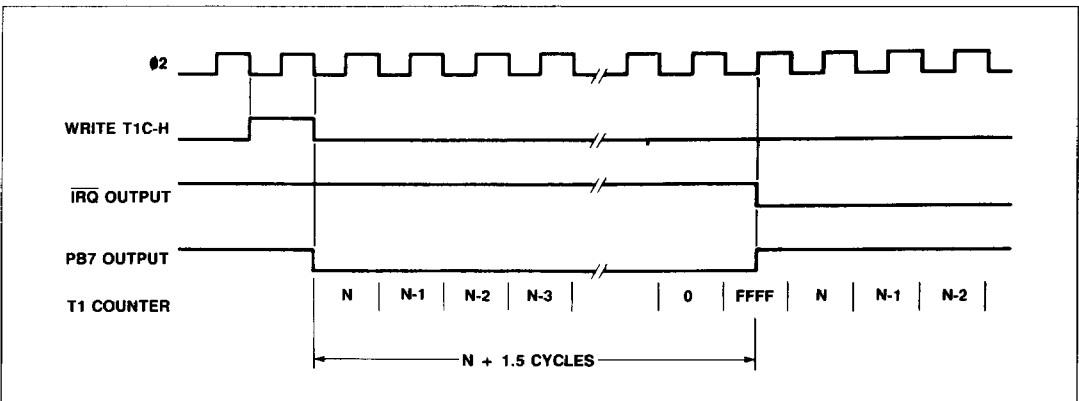 ϕ2
WRITE T1C-H
IRQ OUTPUT
PB7 OUTPUT
T1 COUNTER
N N-1 N-2 N-3 0 FFFF N N-1 N-2
N + 1.5 CYCLES